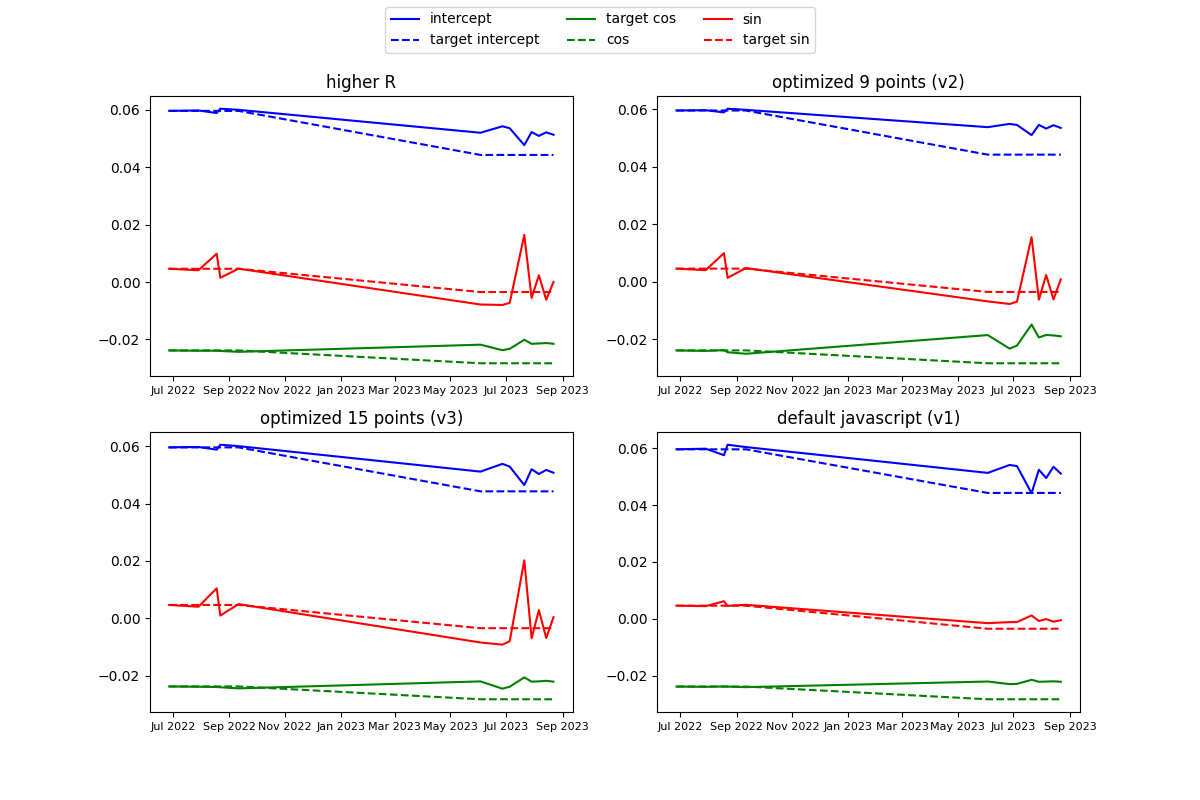 intercept target cos sin
target intercept cos target sin
higher R optimized 9 points (v2)
0.06 0.06
0.04 0.04
0.02 0.02
0.00 0.00
−0.02 −0.02
Jul 2022 Sep 2022 Nov 2022 Jan 2023 Mar 2023 May 2023 Jul 2023 Sep 2023 Jul 2022 Sep 2022 Nov 2022 Jan 2023 Mar 2023 May 2023 Jul 2023 Sep 2023
optimized 15 points (v3) default javascript (v1)
0.06 0.06
0.04 0.04
0.02 0.02
0.00 0.00
−0.02 −0.02
Jul 2022 Sep 2022 Nov 2022 Jan 2023 Mar 2023 May 2023 Jul 2023 Sep 2023 Jul 2022 Sep 2022 Nov 2022 Jan 2023 Mar 2023 May 2023 Jul 2023 Sep 2023